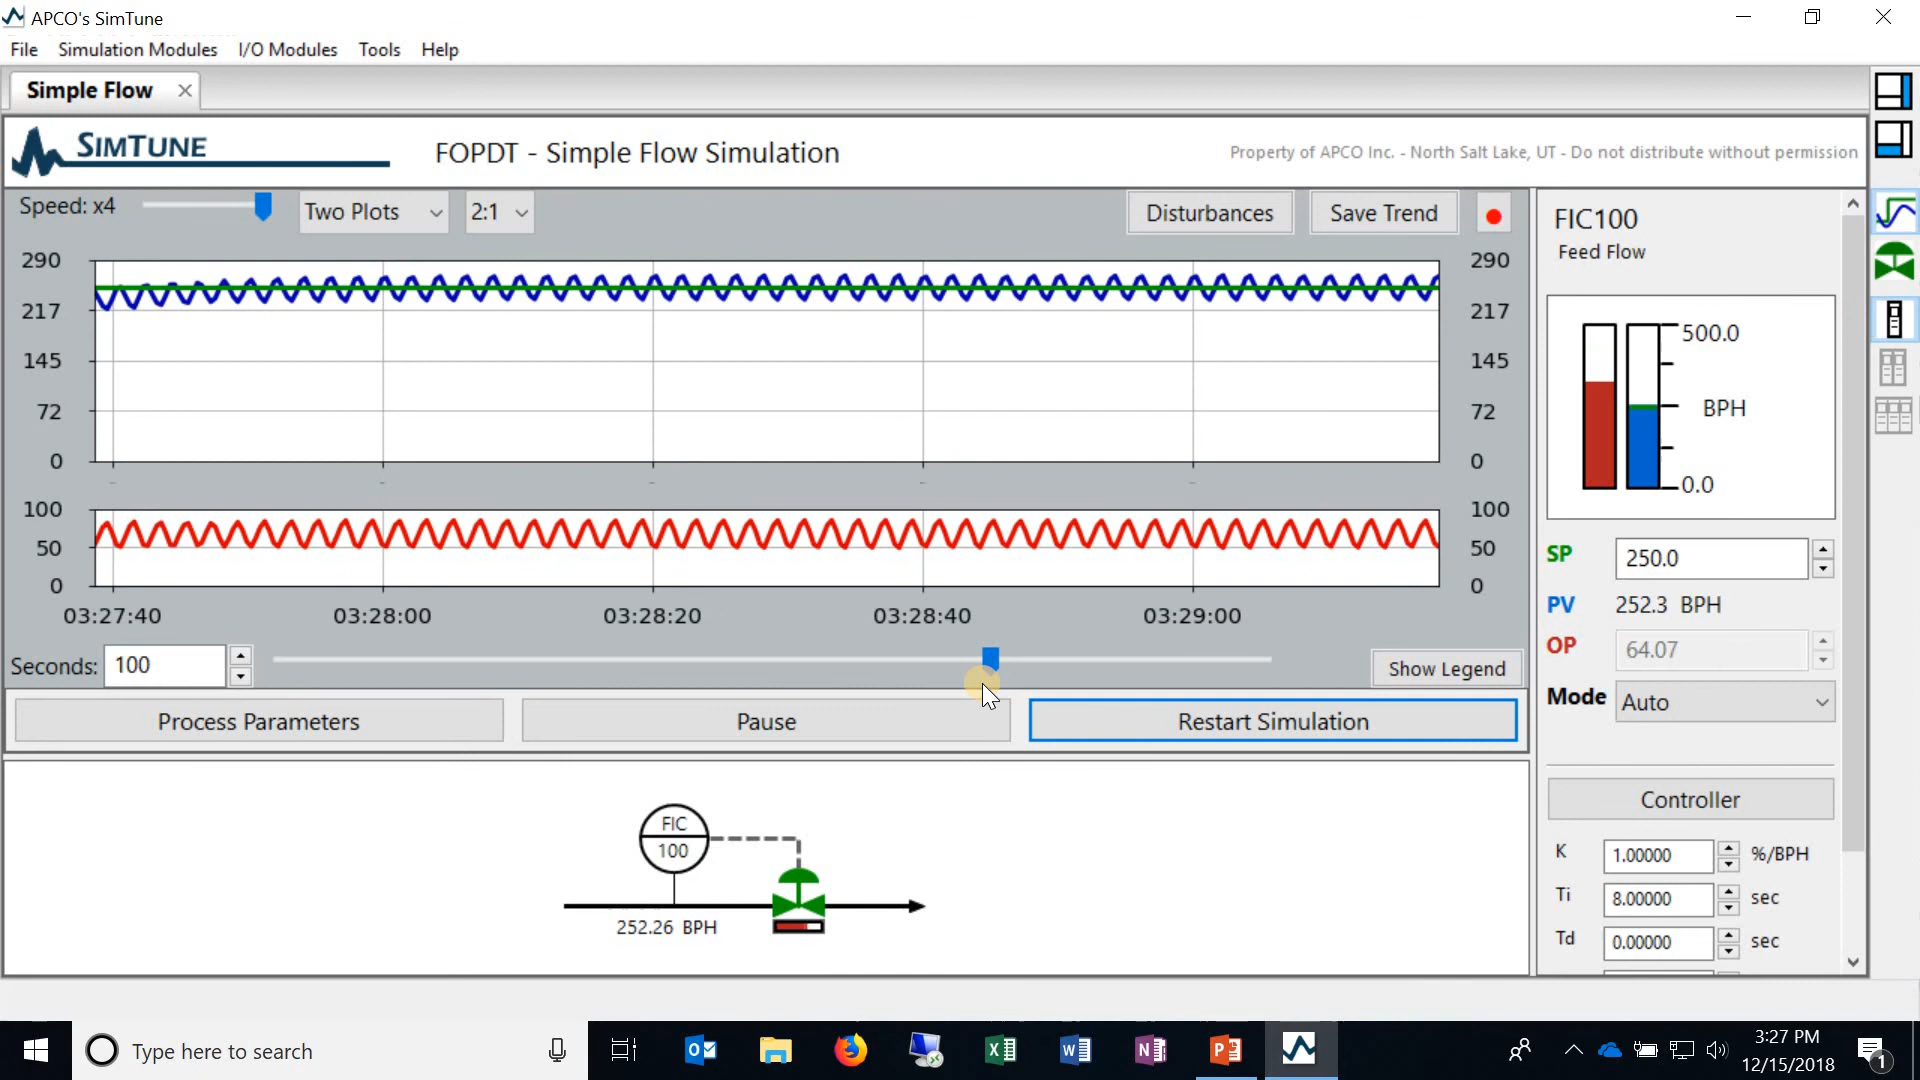 APCO's SimTune
File Simulation Modules I/O Modules Tools Help
Simple Flow
SIMTUNE
FOPDT - Simple Flow Simulation
Property of APCO Inc. - North Salt Lake, UT - Do not distribute without permission
Speed: x4
Two Plots
2:1
Disturbances
Save Trend
290 290
217 217
145 145
72 72
0 0
100 100
50 50
0 0
03:27:40 03:28:00 03:28:20 03:28:40 03:29:00
Seconds: 100
Show Legend
Process Parameters
Pause
Restart Simulation
FIC
100
252.26 BPH
FIC100
Feed Flow
500.0
BPH
0.0
SP 250.0
PV 252.3 BPH
OP 64.07
Mode Auto
Controller
K 1.00000 %/BPH
Ti 8.00000 sec
Td 0.00000 sec
Type here to search
3:27 PM
12/15/2018
1